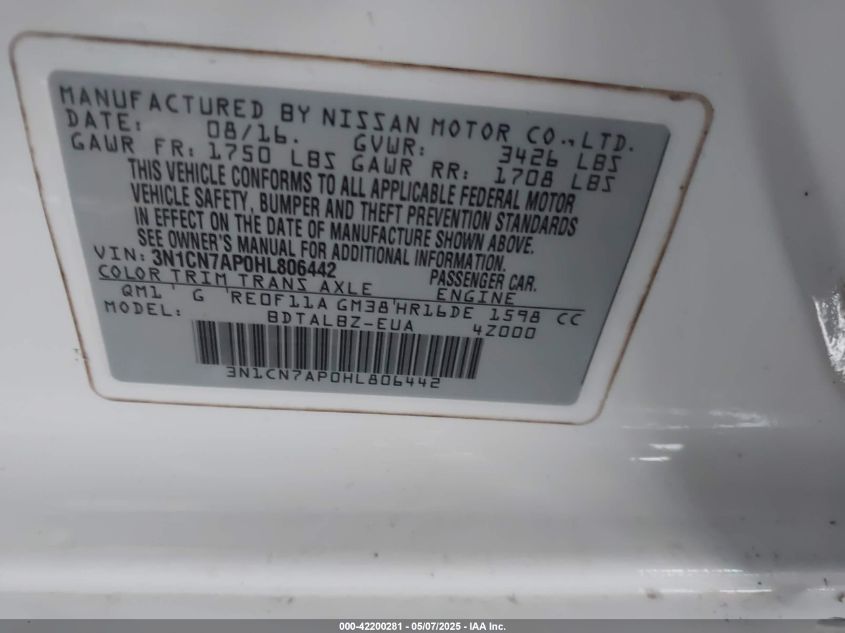 MANUFACTURED BY NISSAN MOTOR CO., LTD.
DATE: 08/16. GVWR: 3426 LBS
GAWR FR: 1750 LBS GAWR RR: 1708 LBS
THIS VEHICLE CONFORMS TO ALL APPLICABLE FEDERAL MOTOR
VEHICLE SAFETY, BUMPER AND THEFT PREVENTION STANDARDS
IN EFFECT ON THE DATE OF MANUFACTURE SHOWN ABOVE.
SEE OWNER'S MANUAL FOR ADDITIONAL INFORMATION.
VIN: 3N1CN7AP0HL806442 PASSENGER CAR.
COLOR TRIM TRANS AXLE ENGINE
QM1 ' G 'RE0F11A GM38'HR16DE 1598 CC
MODEL: BDTALBZ-EUA 4Z000
3N1CN7AP0HL806442
000-42200281 - 05/07/2025 - IAA Inc.